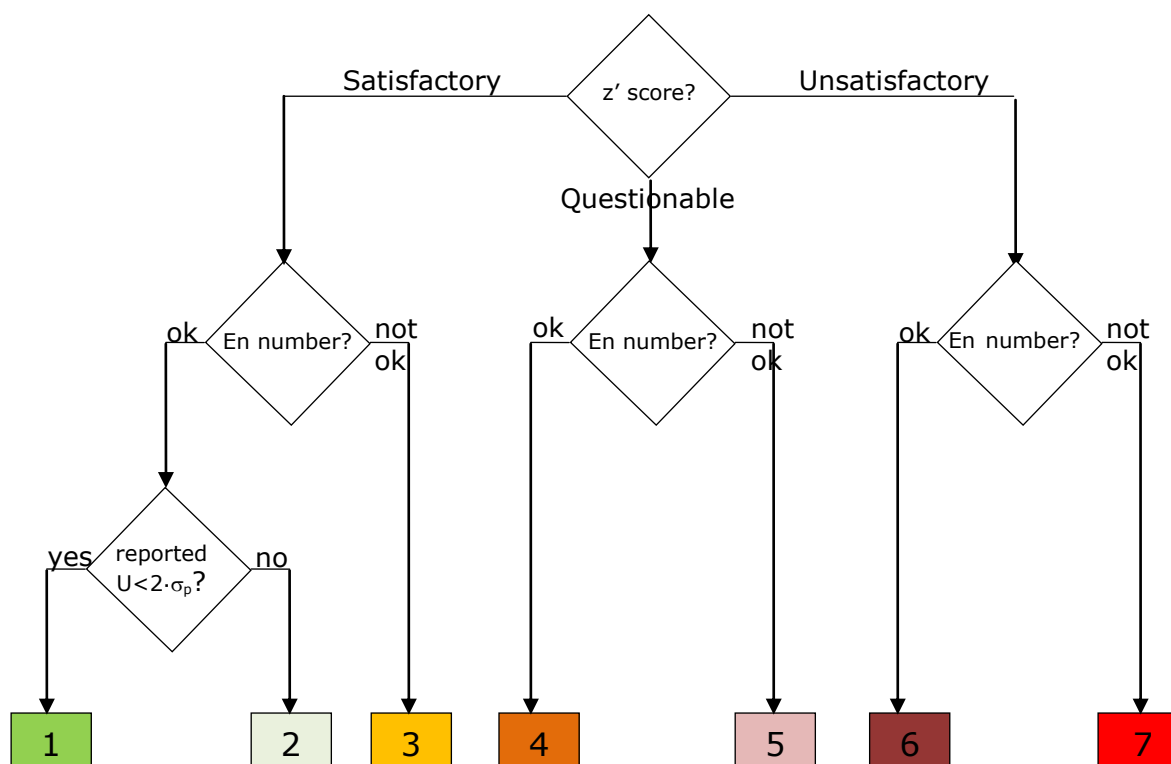 z’ score?
Satisfactory
Unsatisfactory
Questionable
En number?
ok
not
ok
En number?
ok
not
ok
En number?
ok
not
ok
reported
U<2·σₚ?
yes
no
1
2
3
4
5
6
7